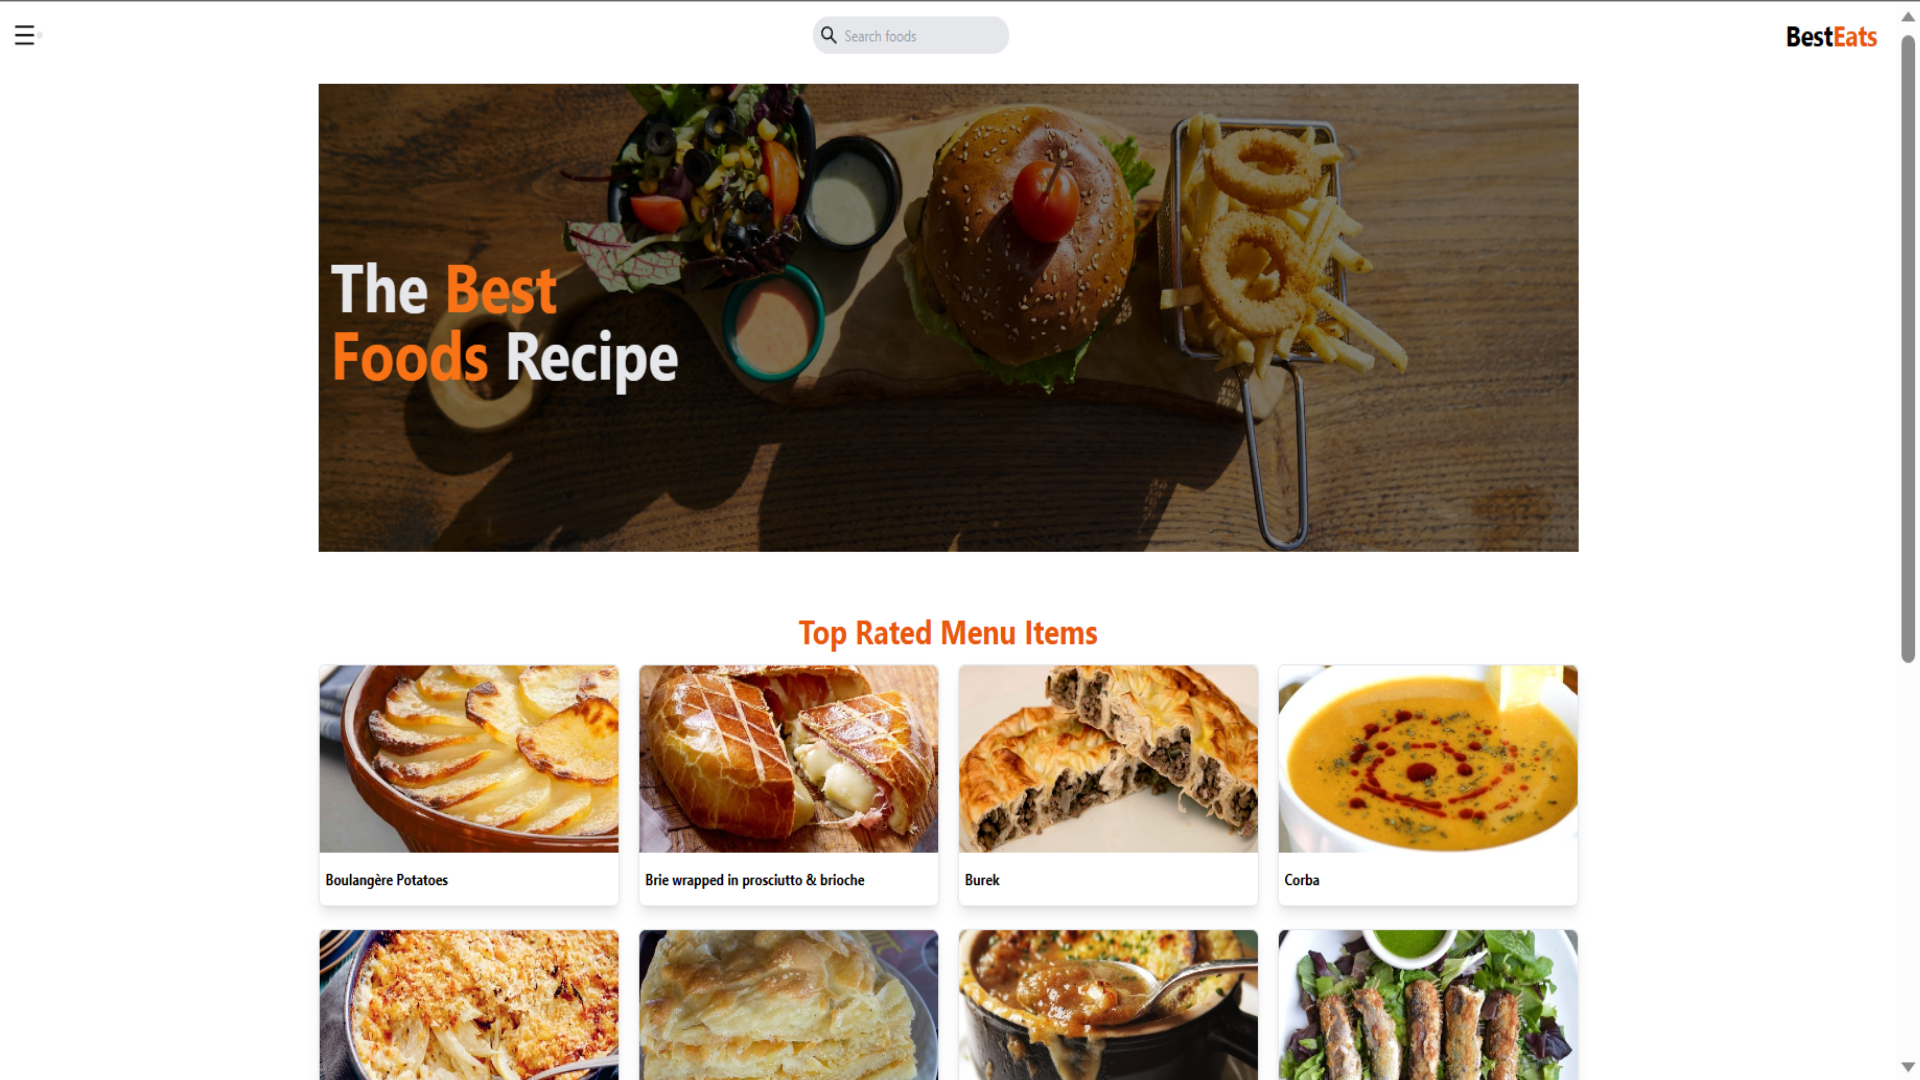 Search foods
BestEats
The Best
Foods Recipe
Top Rated Menu Items
Boulangère Potatoes
Brie wrapped in prosciutto & brioche
Burek
Corba